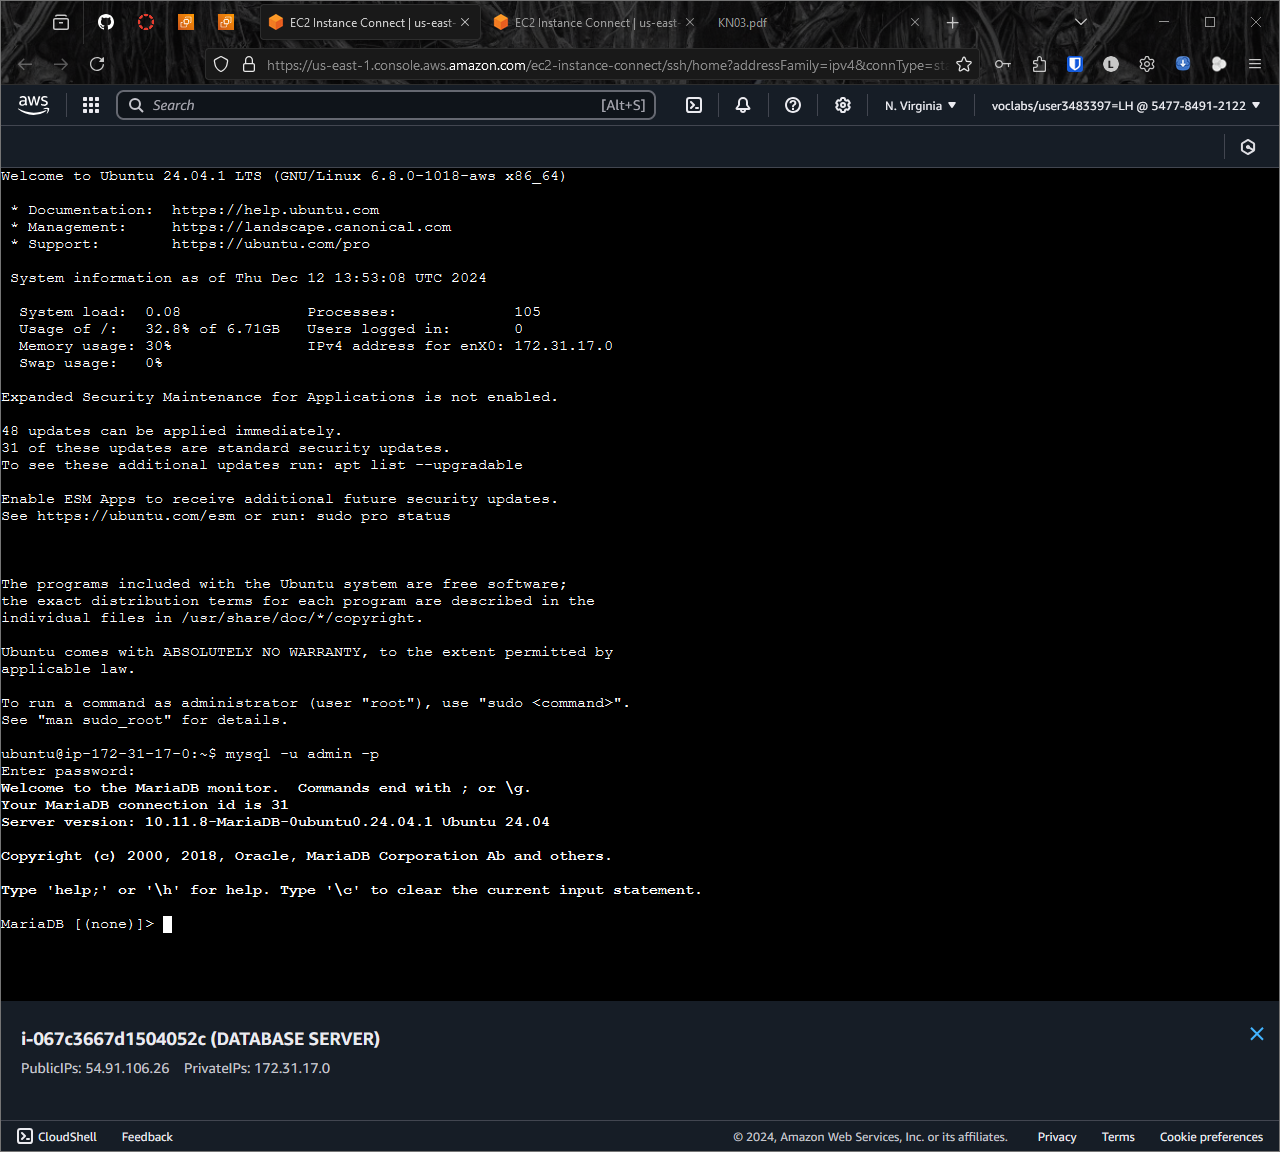 EC2 Instance Connect | us-east-
EC2 Instance Connect | us-east-
KN03.pdf
https://us-east-1.console.aws.amazon.com/ec2-instance-connect/ssh/home?addressFamily=ipv4&connType=st
aws
Search
[Alt+S]
N. Virginia
voclabs/user3483397=LH @ 5477-8491-2122
Welcome to Ubuntu 24.04.1 LTS (GNU/Linux 6.8.0-1018-aws x86_64)
* Documentation:  https://help.ubuntu.com
* Management:     https://landscape.canonical.com
* Support:        https://ubuntu.com/pro
System information as of Thu Dec 12 13:53:08 UTC 2024
System load:  0.08              Processes:             105
Usage of /:   32.8% of 6.71GB   Users logged in:       0
Memory usage: 30%               IPv4 address for enX0: 172.31.17.0
Swap usage:   0%
Expanded Security Maintenance for Applications is not enabled.
48 updates can be applied immediately.
31 of these updates are standard security updates.
To see these additional updates run: apt list --upgradable
Enable ESM Apps to receive additional future security updates.
See https://ubuntu.com/esm or run: sudo pro status
The programs included with the Ubuntu system are free software;
the exact distribution terms for each program are described in the
individual files in /usr/share/doc/*/copyright.
Ubuntu comes with ABSOLUTELY NO WARRANTY, to the extent permitted by
applicable law.
To run a command as administrator (user "root"), use "sudo <command>".
See "man sudo_root" for details.
ubuntu@ip-172-31-17-0:~$ mysql -u admin -p
Enter password:
Welcome to the MariaDB monitor.  Commands end with ; or \g.
Your MariaDB connection id is 31
Server version: 10.11.8-MariaDB-0ubuntu0.24.04.1 Ubuntu 24.04
Copyright (c) 2000, 2018, Oracle, MariaDB Corporation Ab and others.
Type 'help;' or '\h' for help. Type '\c' to clear the current input statement.
MariaDB [(none)]>
i-067c3667d1504052c (DATABASE SERVER)
PublicIPs: 54.91.106.26    PrivateIPs: 172.31.17.0
CloudShell
Feedback
© 2024, Amazon Web Services, Inc. or its affiliates.
Privacy
Terms
Cookie preferences